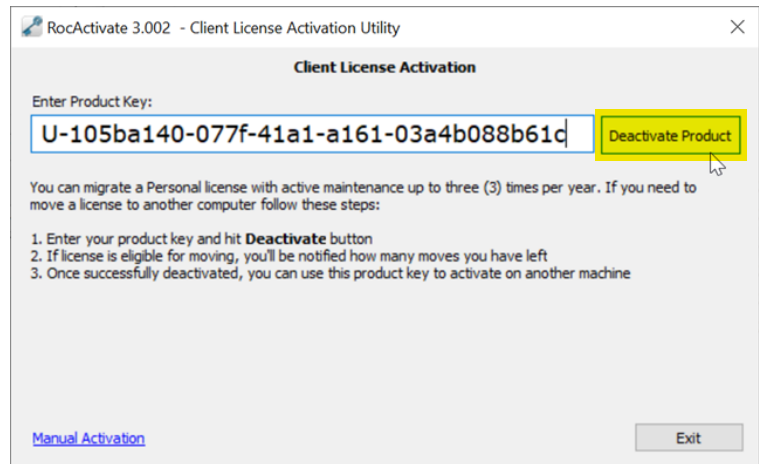 RocActivate 3.002 - Client License Activation Utility
Client License Activation
Enter Product Key:
U-105ba140-077f-41a1-a161-03a4b088b61c
Deactivate Product
You can migrate a Personal license with active maintenance up to three (3) times per year. If you need to
move a license to another computer follow these steps:
1. Enter your product key and hit Deactivate button
2. If license is eligible for moving, you'll be notified how many moves you have left
3. Once successfully deactivated, you can use this product key to activate on another machine
Manual Activation
Exit